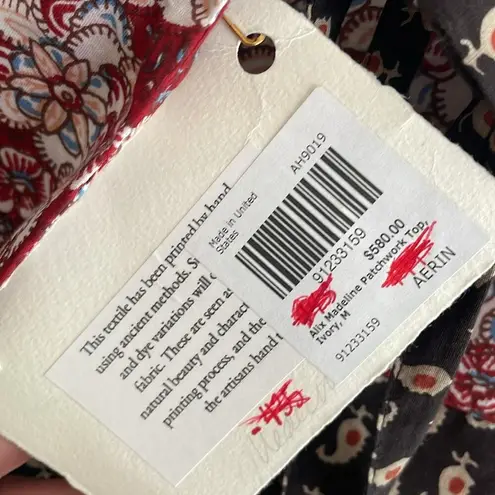 This textile has been printed by hand
using ancient methods.
and dye variations will
fabric. These are seen as
natural beauty and
printing process, and the
the artisans hand
Made in United
States
AH9019
91233159
$580.00
Alix Madeline Patchwork Top,
Ivory, M
91233159
AERIN